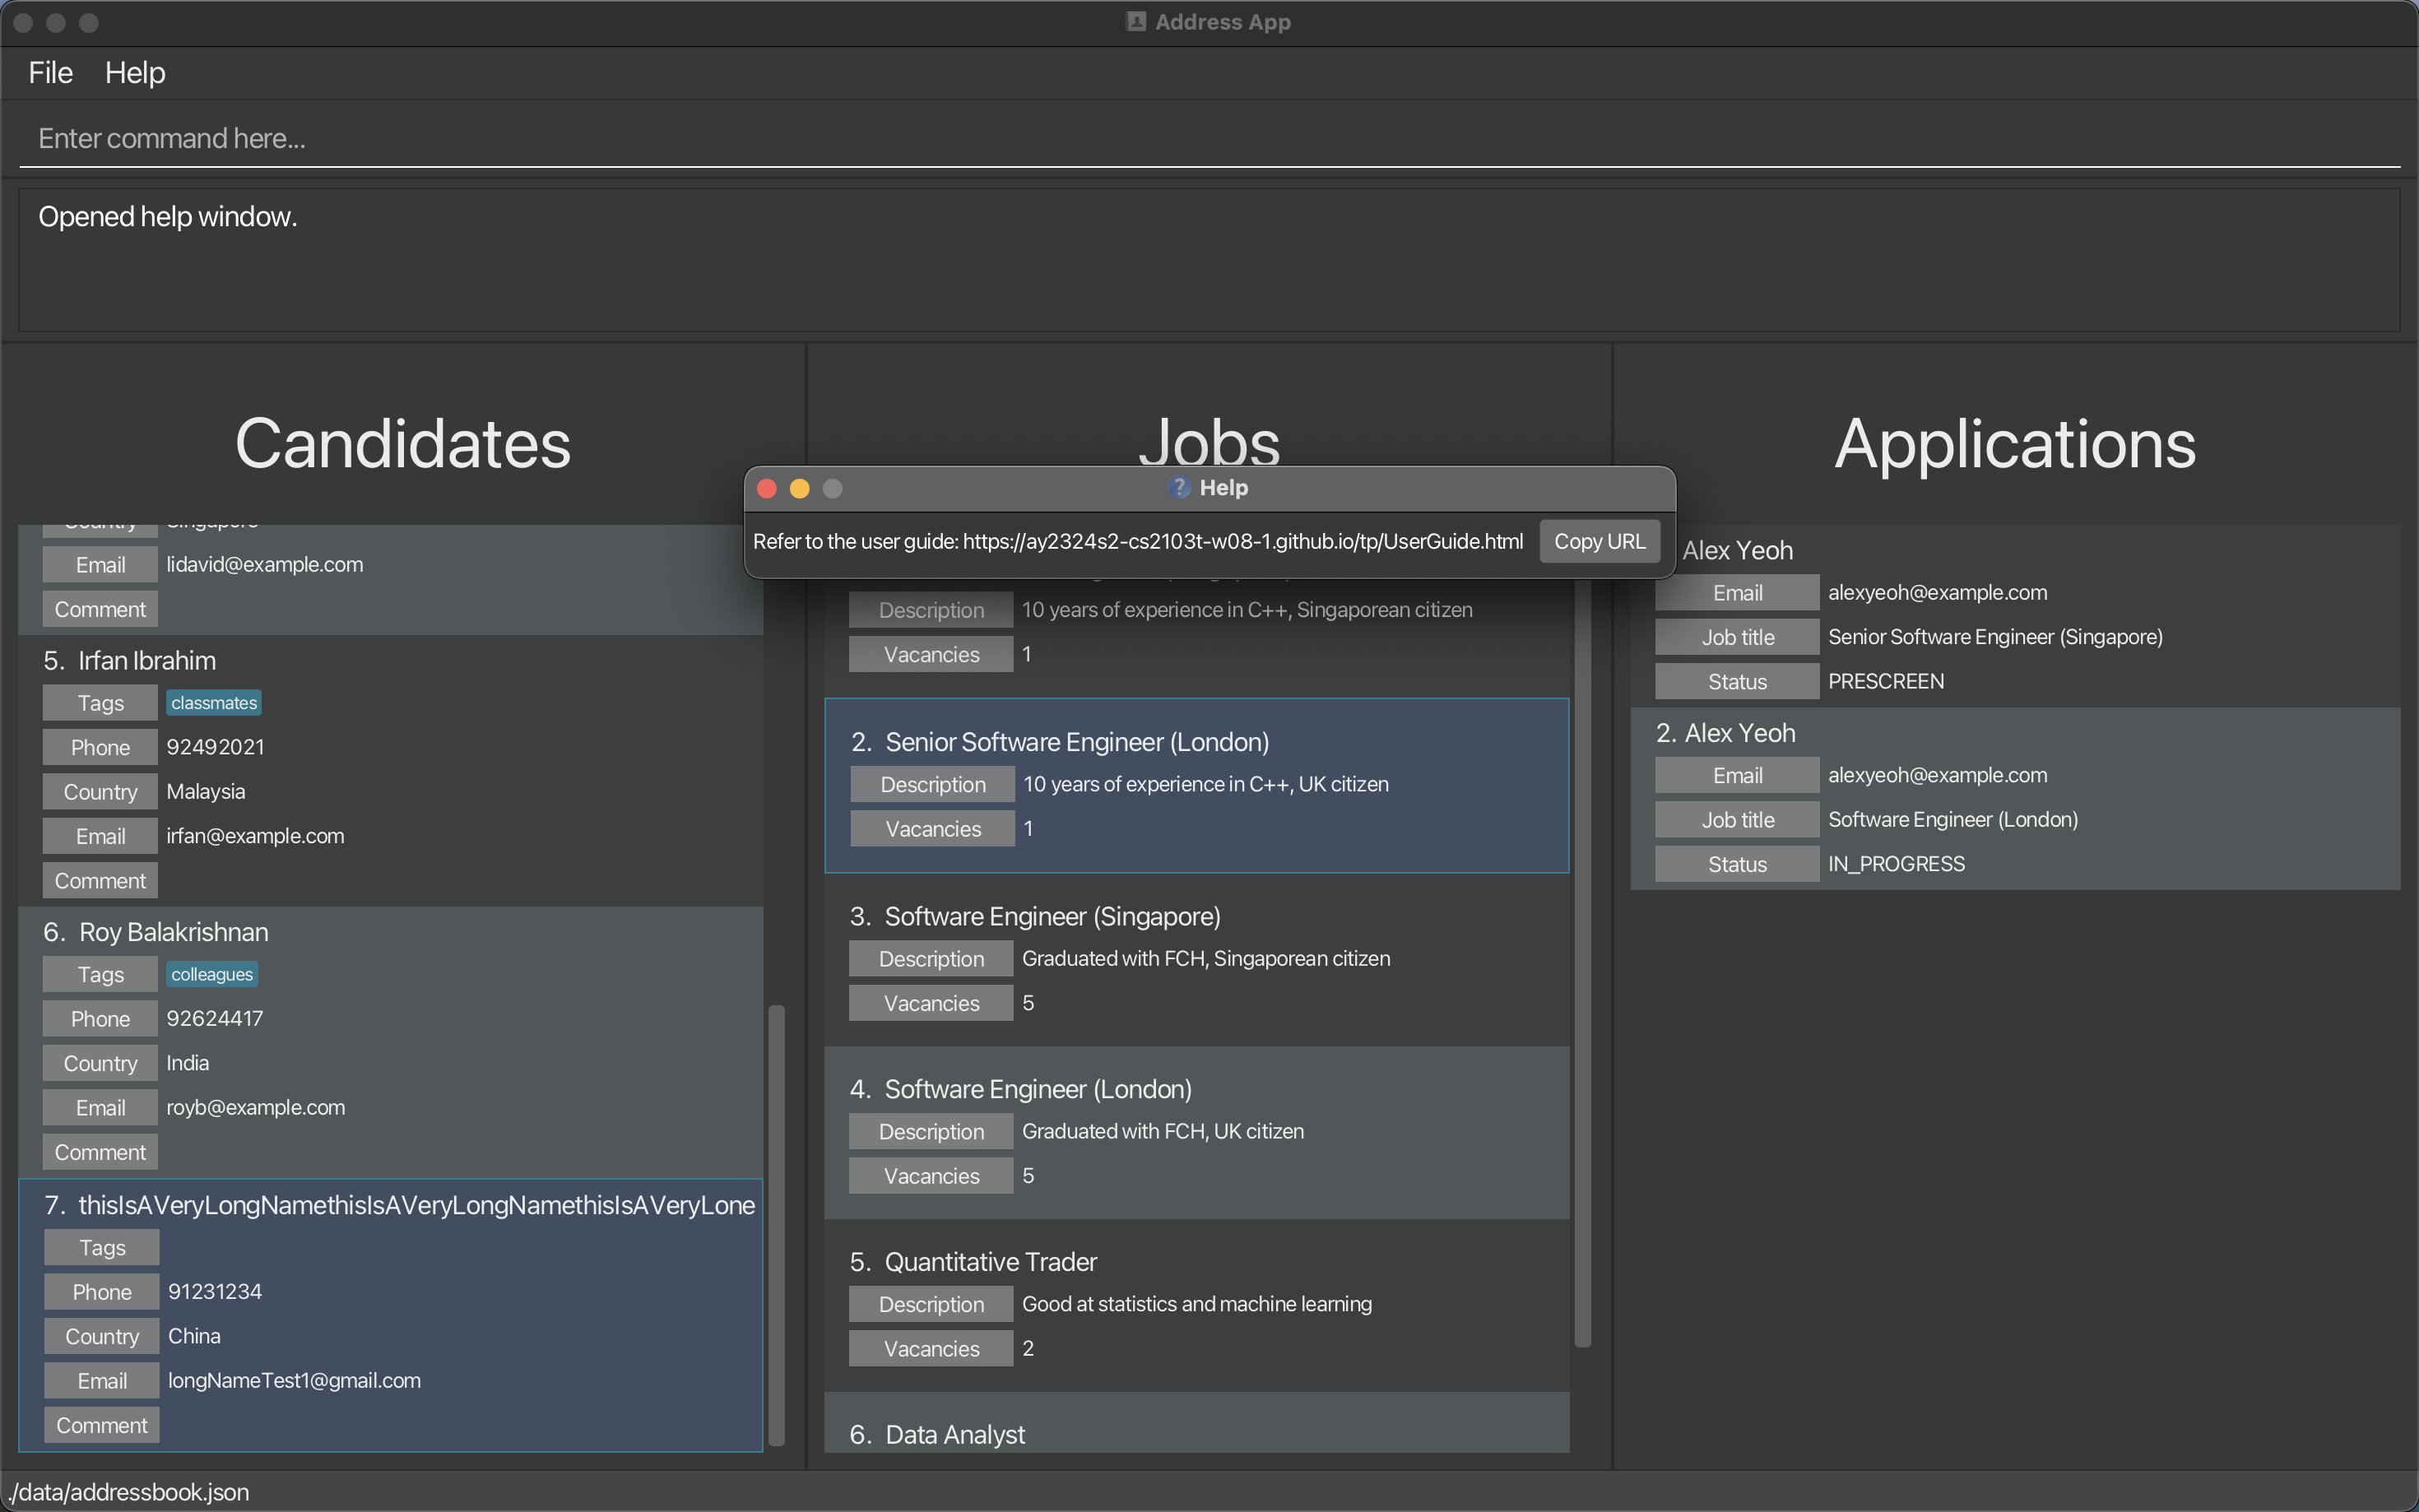 Address App
File Help
Enter command here...
Opened help window.
Candidates
Country Singapore
Email lidavid@example.com
Comment
5. Irfan Ibrahim
Tags classmates
Phone 92492021
Country Malaysia
Email irfan@example.com
Comment
6. Roy Balakrishnan
Tags colleagues
Phone 92624417
Country India
Email royb@example.com
Comment
7. thisIsAVeryLongNamethisIsAVeryLongNamethisIsAVeryLone
Tags
Phone 91231234
Country China
Email longNameTest1@gmail.com
Comment
Jobs
Help
Refer to the user guide: https://ay2324s2-cs2103t-w08-1.github.io/tp/UserGuide.html Copy URL
Description 10 years of experience in C++, Singaporean citizen
Vacancies 1
2. Senior Software Engineer (London)
Description 10 years of experience in C++, UK citizen
Vacancies 1
3. Software Engineer (Singapore)
Description Graduated with FCH, Singaporean citizen
Vacancies 5
4. Software Engineer (London)
Description Graduated with FCH, UK citizen
Vacancies 5
5. Quantitative Trader
Description Good at statistics and machine learning
Vacancies 2
6. Data Analyst
Applications
Alex Yeoh
Email alexyeoh@example.com
Job title Senior Software Engineer (Singapore)
Status PRESCREEN
2. Alex Yeoh
Email alexyeoh@example.com
Job title Software Engineer (London)
Status IN_PROGRESS
./data/addressbook.json